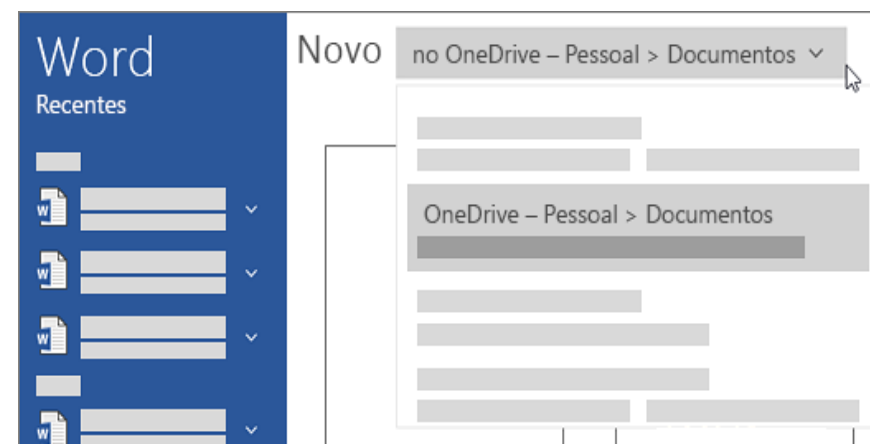 Word
Recentes
Novo
no OneDrive – Pessoal > Documentos
OneDrive – Pessoal > Documentos